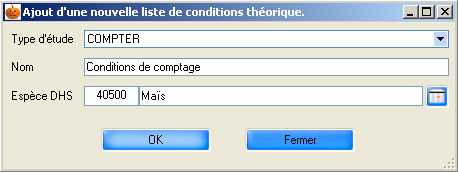 Ajout d'une nouvelle liste de conditions théorique.
Type d'étude COMPTER
Nom Conditions de comptage
Espèce DHS 40500 Maïs
OK Fermer